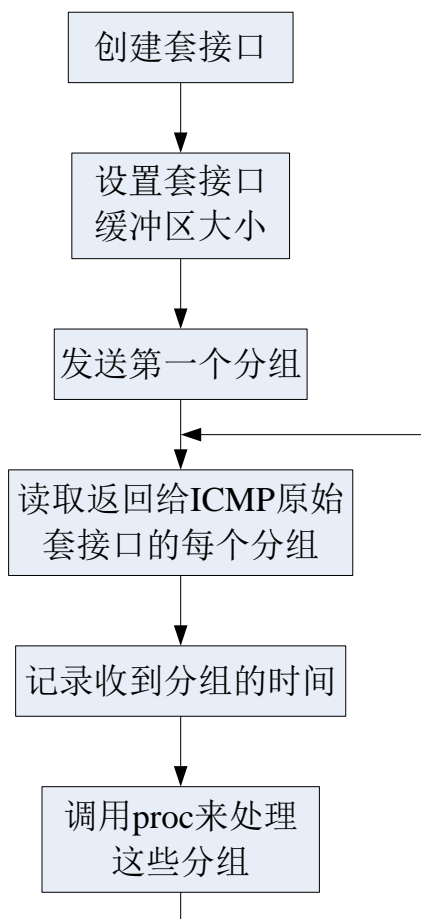 创建套接口
设置套接口
缓冲区大小
发送第一个分组
读取返回给ICMP原始
套接口的每个分组
记录收到分组的时间
调用proc来处理
这些分组